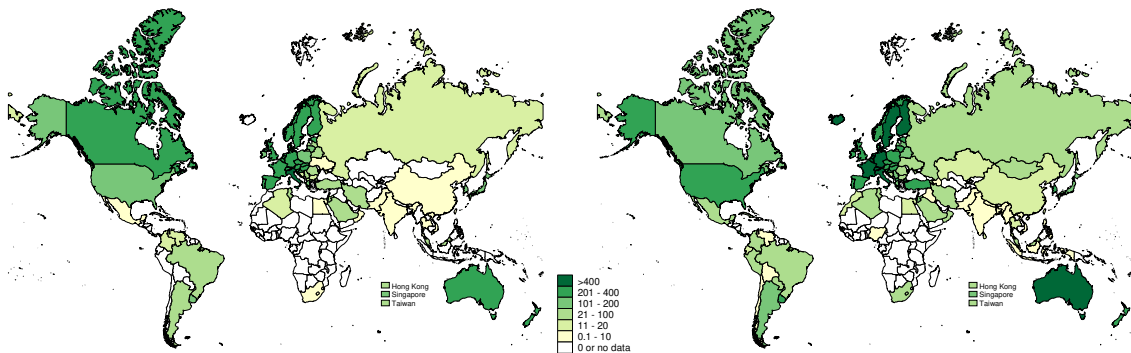 Hong Kong
Singapore
Taiwan
>400
201 - 400
101 - 200
21 - 100
11 - 20
0.1 - 10
0 or no data
Hong Kong
Singapore
Taiwan